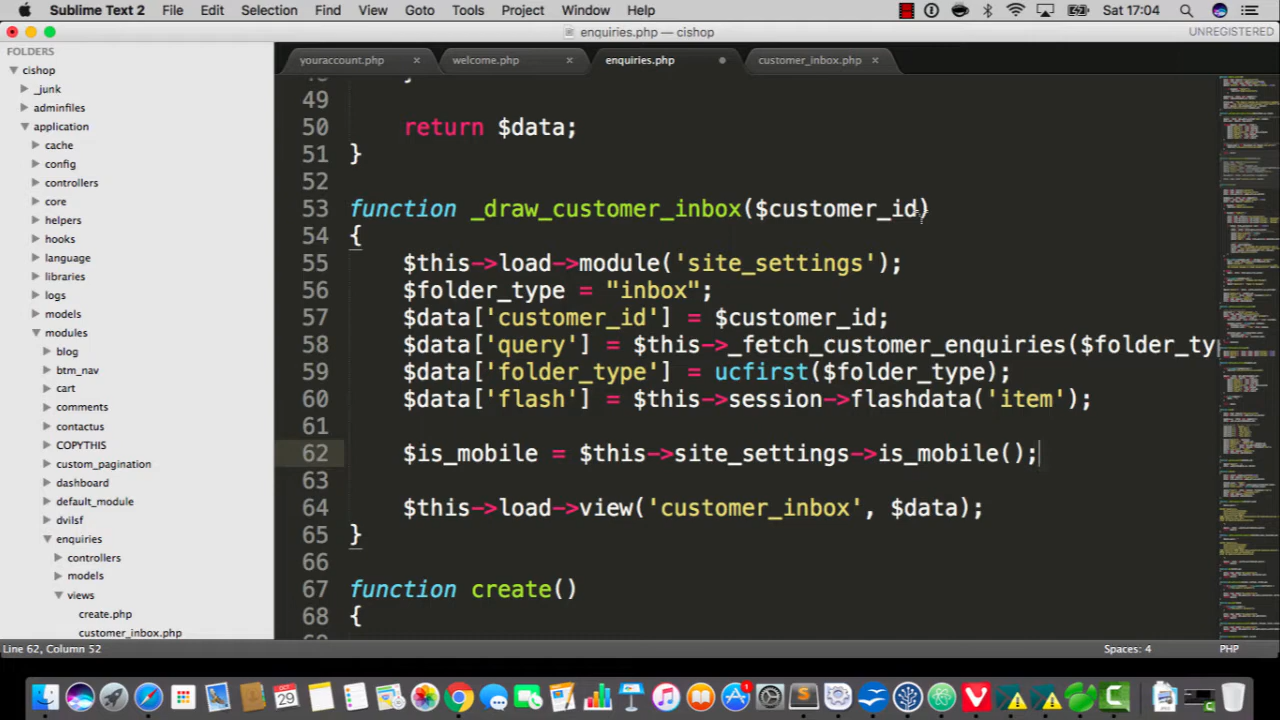 Sublime Text 2 File Edit Selection Find View Goto Tools Project Window Help Sat 17:04
enquiries.php — cishop UNREGISTERED
FOLDERS
cishop
_junk
adminfiles
application
cache
config
controllers
core
helpers
hooks
language
libraries
logs
models
modules
blog
btm_nav
cart
comments
contactus
COPYTHIS
custom_pagination
dashboard
default_module
dvilsf
enquiries
controllers
models
views
create.php
customer_inbox.php
youraccount.php welcome.php enquiries.php customer_inbox.php
49
50 return $data;
51 }
52
53 function _draw_customer_inbox($customer_id)
54 {
55 $this->load->module('site_settings');
56 $folder_type = "inbox";
57 $data['customer_id'] = $customer_id;
58 $data['query'] = $this->_fetch_customer_enquiries($folder_ty
59 $data['folder_type'] = ucfirst($folder_type);
60 $data['flash'] = $this->session->flashdata('item');
61
62 $is_mobile = $this->site_settings->is_mobile();
63
64 $this->load->view('customer_inbox', $data);
65 }
66
67 function create()
68 {
Line 62, Column 52 Spaces: 4 PHP
OCT
29
1